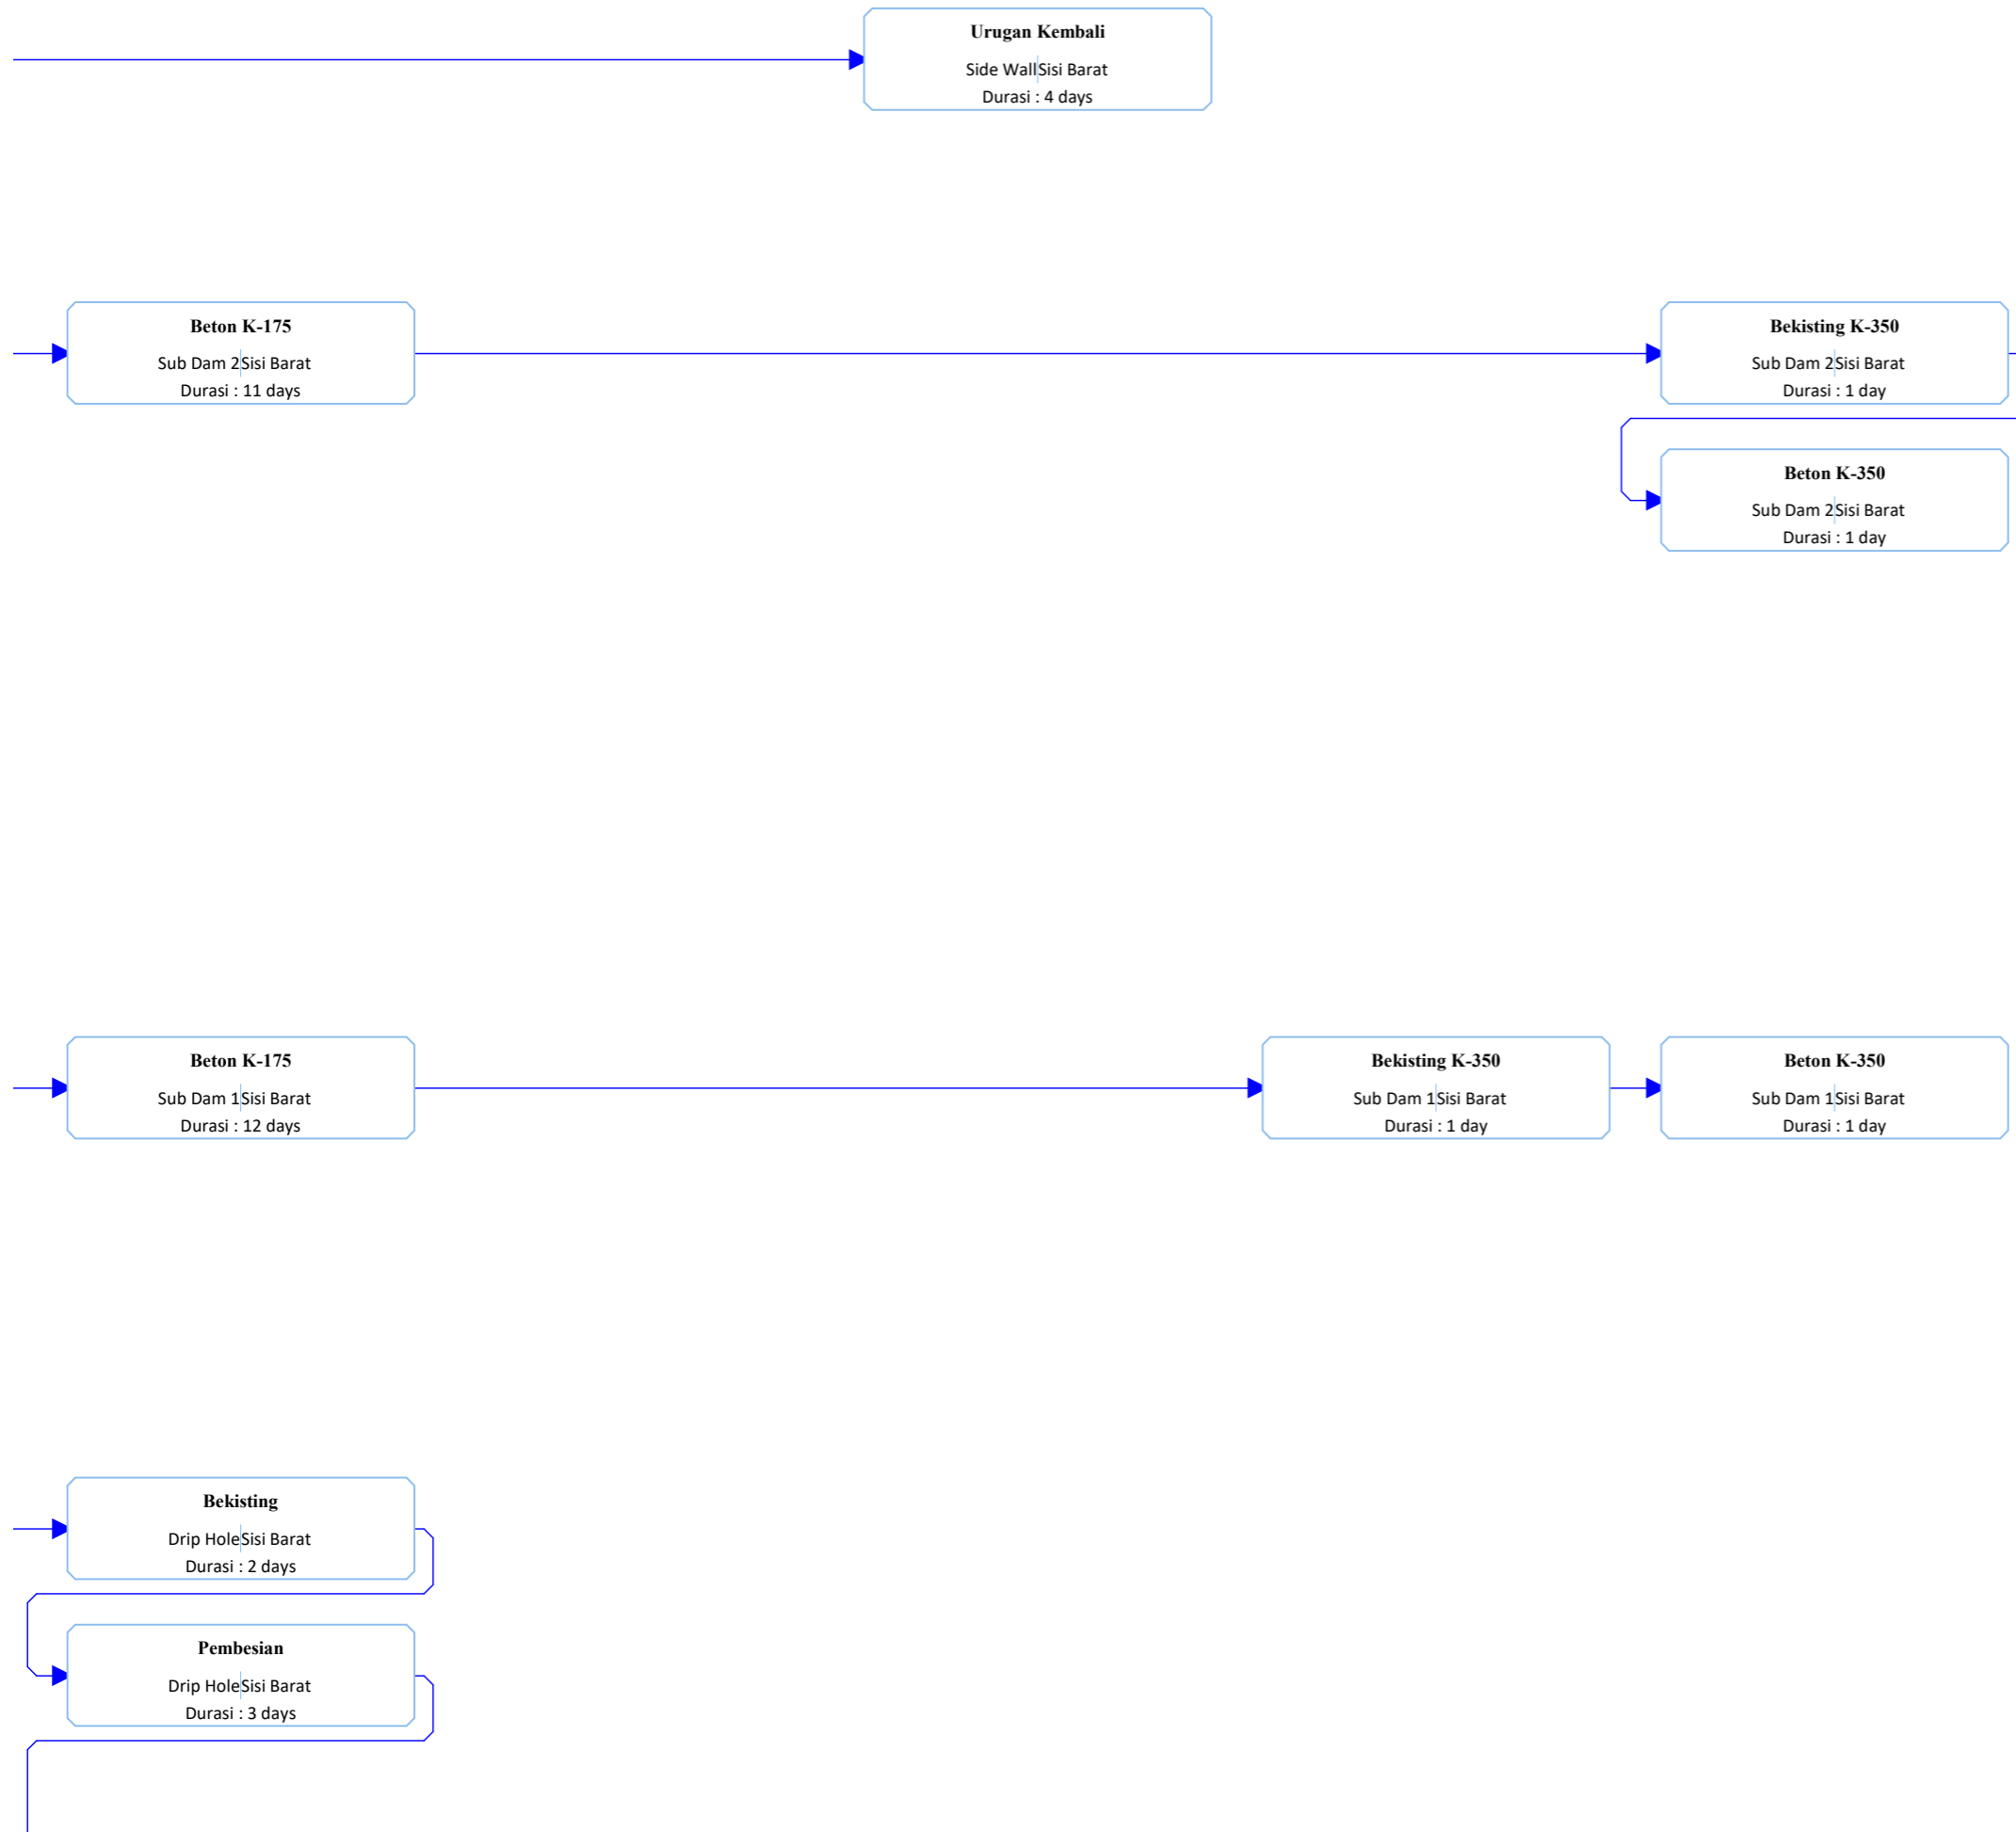 Urugan Kembali
Side Wall Sisi Barat
Durasi : 4 days
Beton K-175
Sub Dam 2 Sisi Barat
Durasi : 11 days
Bekisting K-350
Sub Dam 2 Sisi Barat
Durasi : 1 day
Beton K-350
Sub Dam 2 Sisi Barat
Durasi : 1 day
Beton K-175
Sub Dam 1 Sisi Barat
Durasi : 12 days
Bekisting K-350
Sub Dam 1 Sisi Barat
Durasi : 1 day
Beton K-350
Sub Dam 1 Sisi Barat
Durasi : 1 day
Bekisting
Drip Hole Sisi Barat
Durasi : 2 days
Pembesian
Drip Hole Sisi Barat
Durasi : 3 days